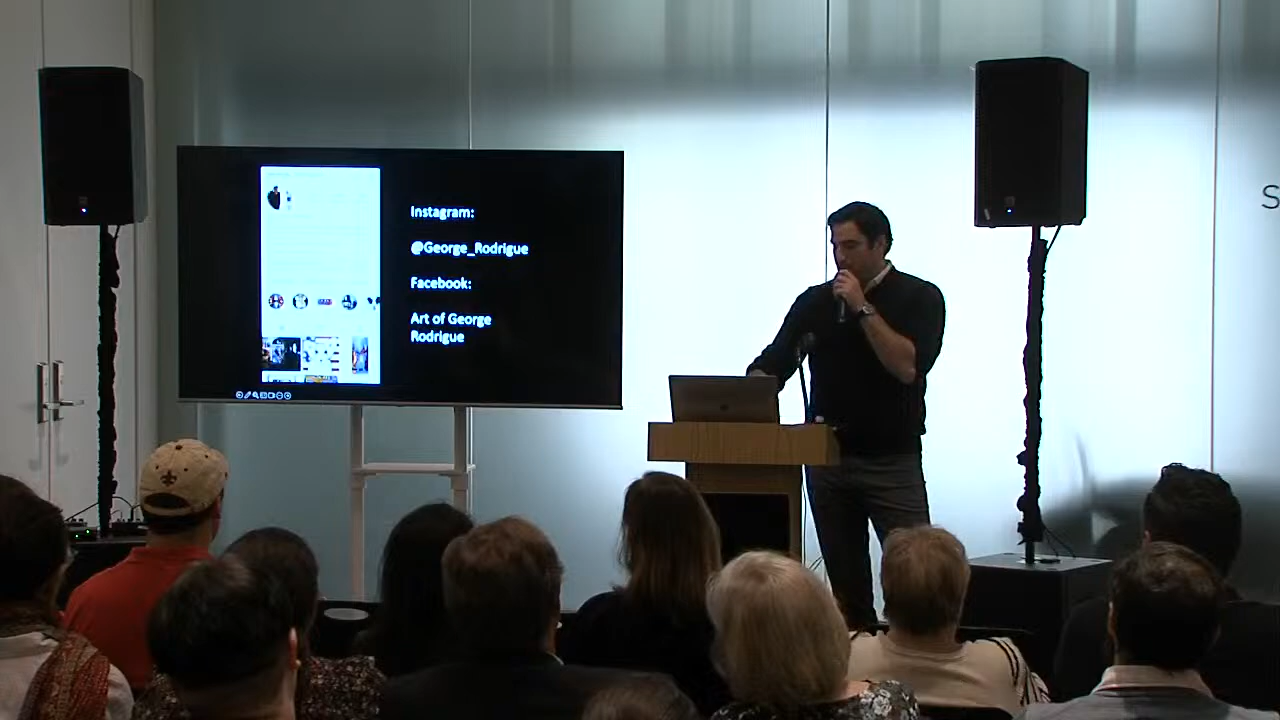 Instagram:
@George_Rodrigue
Facebook:
Art of George
Rodrigue
S